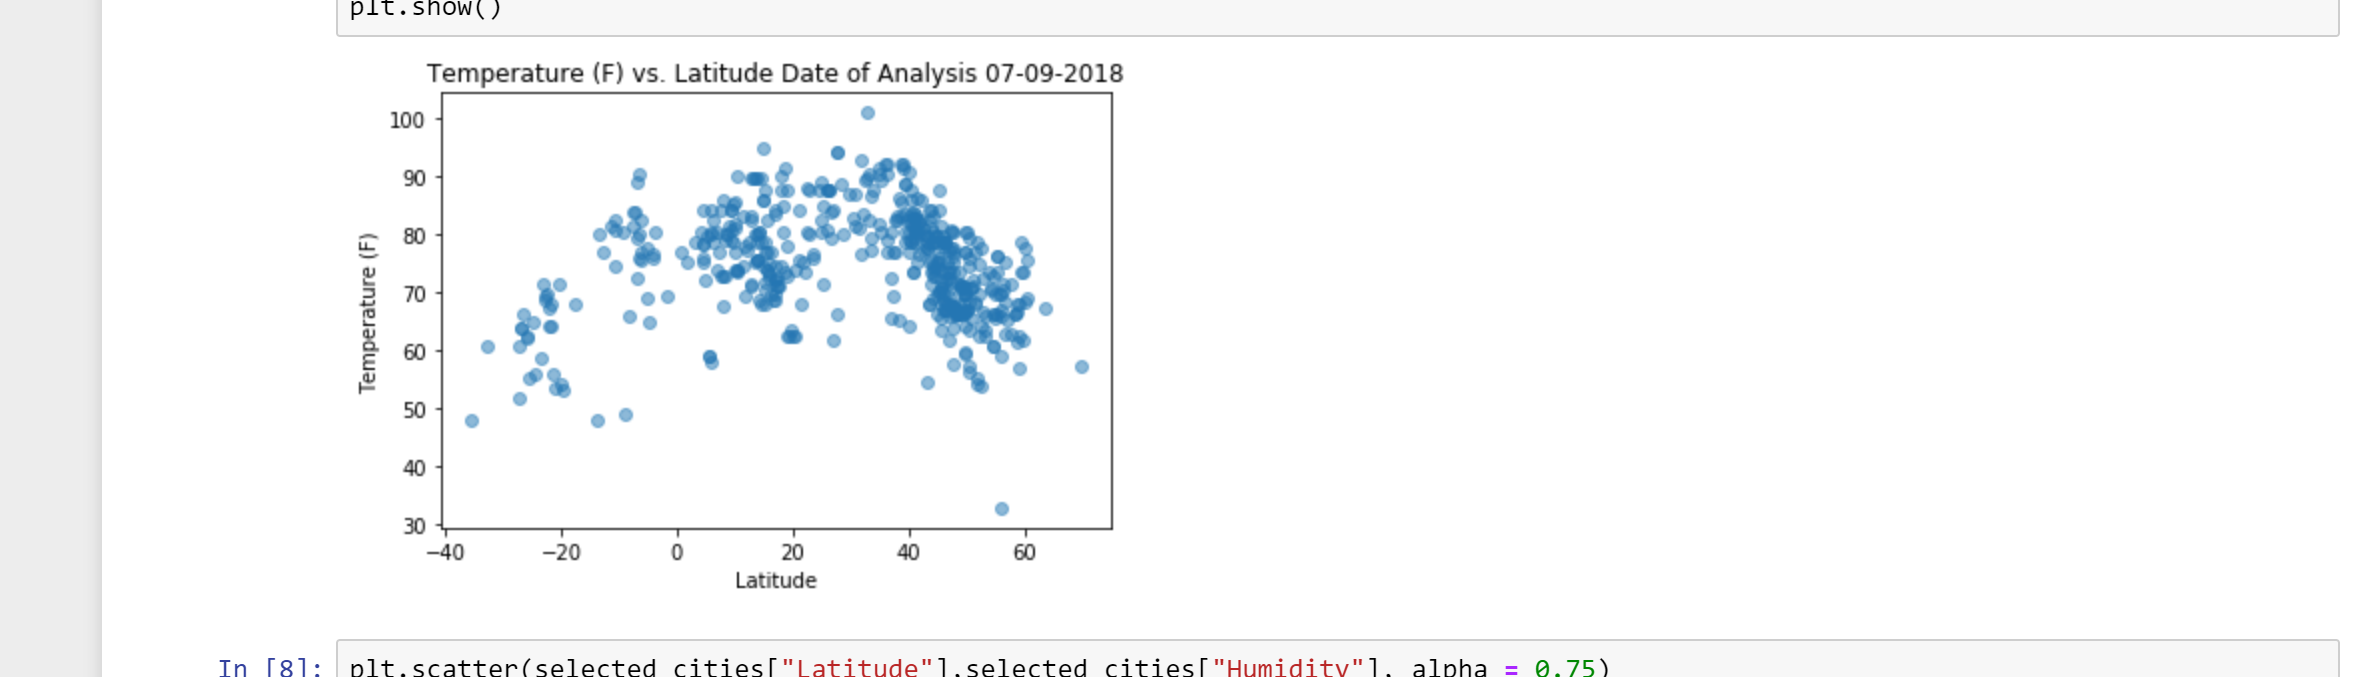 plt.show()
Temperature (F) vs. Latitude Date of Analysis 07-09-2018
100
90
80
70
60
50
40
30
Temperature (F)
−40 −20 0 20 40 60
Latitude
In [8]: plt.scatter(selected_cities["Latitude"],selected_cities["Humidity"], alpha = 0.75)